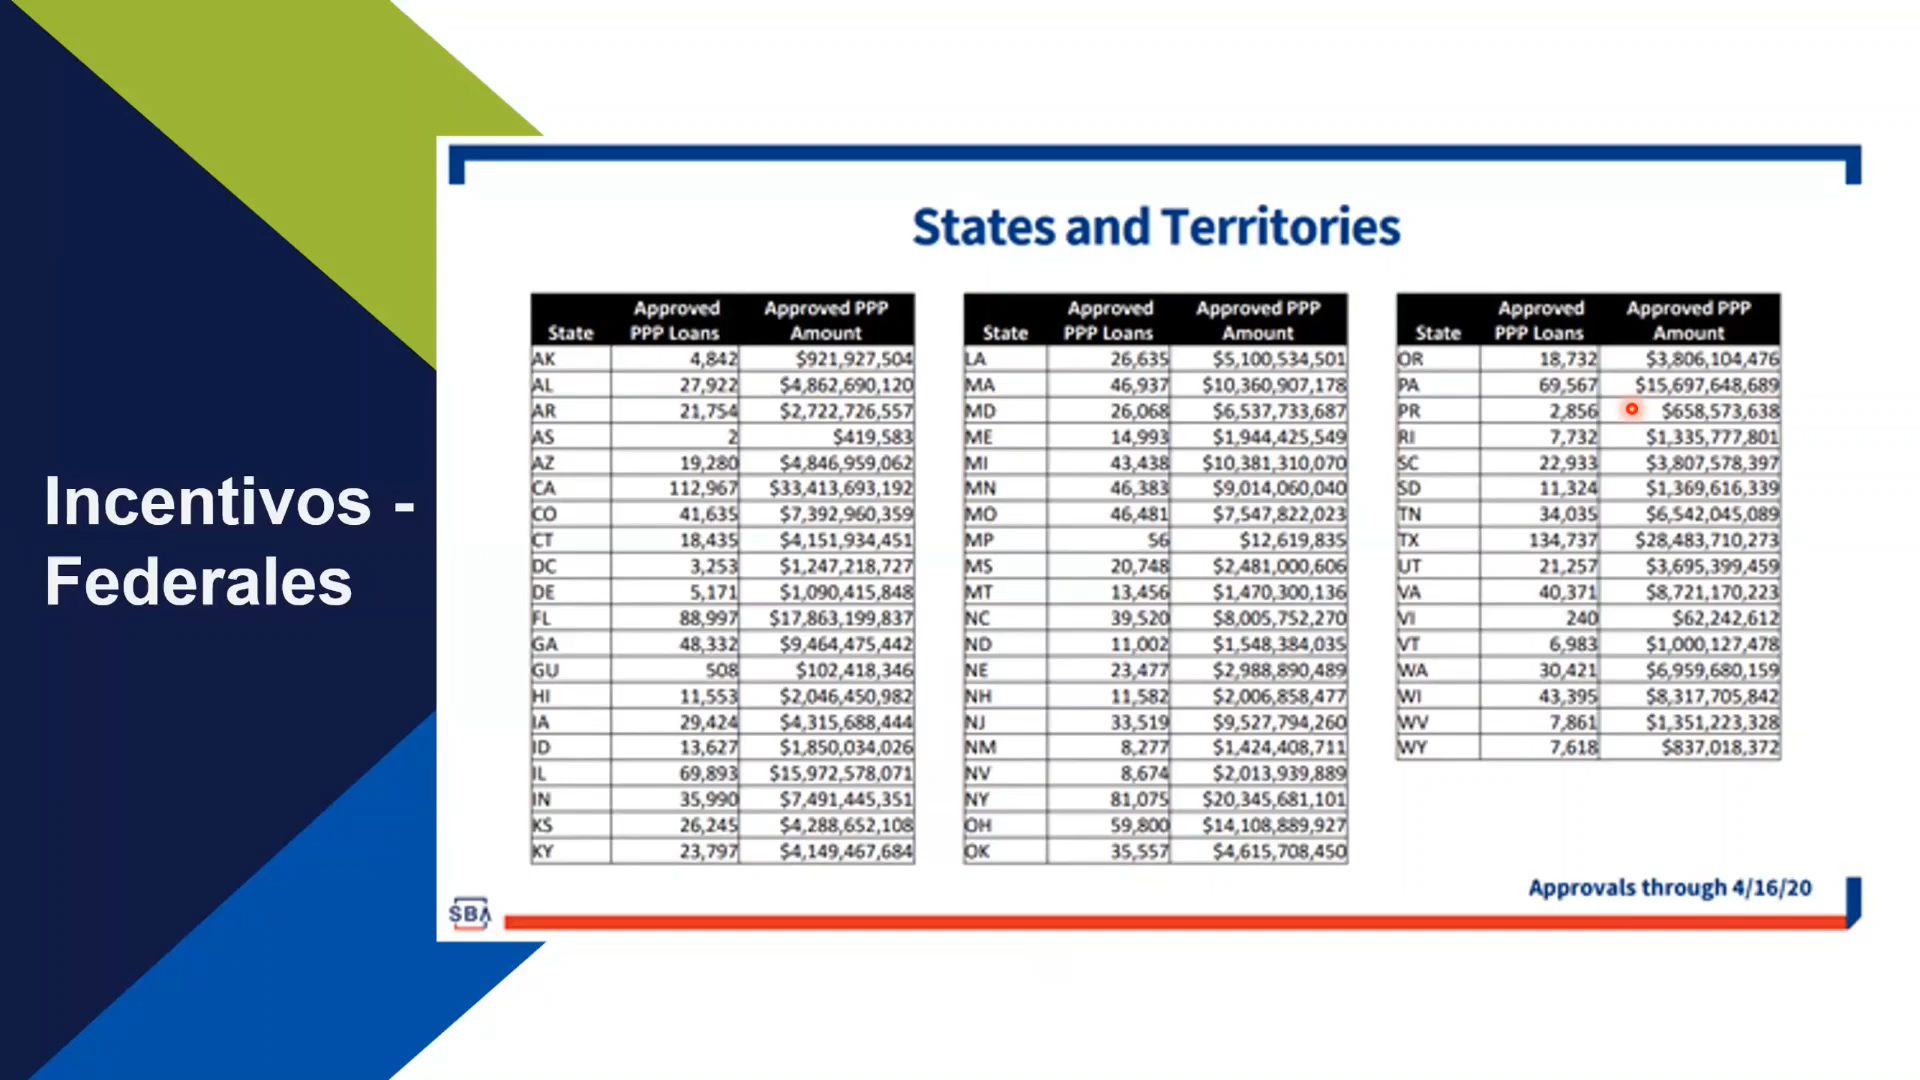 Incentivos -
Federales
States and Territories
State Approved PPP Loans Approved PPP Amount
AK 4,842 $921,927,504
AL 27,922 $4,862,690,120
AR 21,754 $2,722,726,557
AS 2 $419,583
AZ 19,280 $4,846,959,062
CA 112,967 $33,413,693,192
CO 41,635 $7,392,960,359
CT 18,435 $4,151,934,451
DC 3,253 $1,247,218,727
DE 5,171 $1,090,415,848
FL 88,997 $17,863,199,837
GA 48,332 $9,464,475,442
GU 508 $102,418,346
HI 11,553 $2,046,450,982
IA 29,424 $4,315,688,444
ID 13,627 $1,850,034,026
IL 69,893 $15,972,578,071
IN 35,990 $7,491,445,351
KS 26,245 $4,288,652,108
KY 23,797 $4,149,467,684
State Approved PPP Loans Approved PPP Amount
LA 26,635 $5,100,534,501
MA 46,937 $10,360,907,178
MD 26,068 $6,537,733,687
ME 14,993 $1,944,425,549
MI 43,438 $10,381,310,070
MN 46,383 $9,014,060,040
MO 46,481 $7,547,822,023
MP 56 $12,619,835
MS 20,748 $2,481,000,606
MT 13,456 $1,470,300,136
NC 39,520 $8,005,752,270
ND 11,002 $1,548,384,035
NE 23,477 $2,988,890,489
NH 11,582 $2,006,858,477
NJ 33,519 $9,527,794,260
NM 8,277 $1,424,408,711
NV 8,674 $2,013,939,889
NY 81,075 $20,345,681,101
OH 59,800 $14,108,889,927
OK 35,557 $4,615,708,450
State Approved PPP Loans Approved PPP Amount
OR 18,732 $3,806,104,476
PA 69,567 $15,697,648,689
PR 2,856 $658,573,638
RI 7,732 $1,335,777,801
SC 22,933 $3,807,578,397
SD 11,324 $1,369,616,339
TN 34,035 $6,542,045,089
TX 134,737 $28,483,710,273
UT 21,257 $3,695,399,459
VA 40,371 $8,721,170,223
VI 240 $62,242,612
VT 6,983 $1,000,127,478
WA 30,421 $6,959,680,159
WI 43,395 $8,317,705,842
WV 7,861 $1,351,223,328
WY 7,618 $837,018,372
Approvals through 4/16/20
SBA